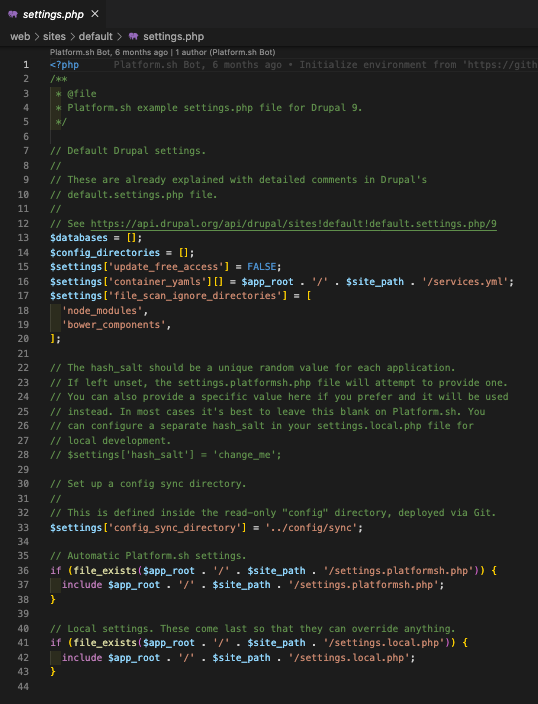 settings.php ×
web > sites > default > settings.php
Platform.sh Bot, 6 months ago | 1 author (Platform.sh Bot)
1 <?php Platform.sh Bot, 6 months ago • Initialize environment from 'https://gith
2 /**
3 * @file
4 * Platform.sh example settings.php file for Drupal 9.
5 */
6
7 // Default Drupal settings.
8 //
9 // These are already explained with detailed comments in Drupal's
10 // default.settings.php file.
11 //
12 // See https://api.drupal.org/api/drupal/sites!default!default.settings.php/9
13 $databases = [];
14 $config_directories = [];
15 $settings['update_free_access'] = FALSE;
16 $settings['container_yamls'][] = $app_root . '/' . $site_path . '/services.yml';
17 $settings['file_scan_ignore_directories'] = [
18 'node_modules',
19 'bower_components',
20 ];
21
22 // The hash_salt should be a unique random value for each application.
23 // If left unset, the settings.platformsh.php file will attempt to provide one.
24 // You can also provide a specific value here if you prefer and it will be used
25 // instead. In most cases it's best to leave this blank on Platform.sh. You
26 // can configure a separate hash_salt in your settings.local.php file for
27 // local development.
28 // $settings['hash_salt'] = 'change_me';
29
30 // Set up a config sync directory.
31 //
32 // This is defined inside the read-only "config" directory, deployed via Git.
33 $settings['config_sync_directory'] = '../config/sync';
34
35 // Automatic Platform.sh settings.
36 if (file_exists($app_root . '/' . $site_path . '/settings.platformsh.php')) {
37 include $app_root . '/' . $site_path . '/settings.platformsh.php';
38 }
39
40 // Local settings. These come last so that they can override anything.
41 if (file_exists($app_root . '/' . $site_path . '/settings.local.php')) {
42 include $app_root . '/' . $site_path . '/settings.local.php';
43 }
44